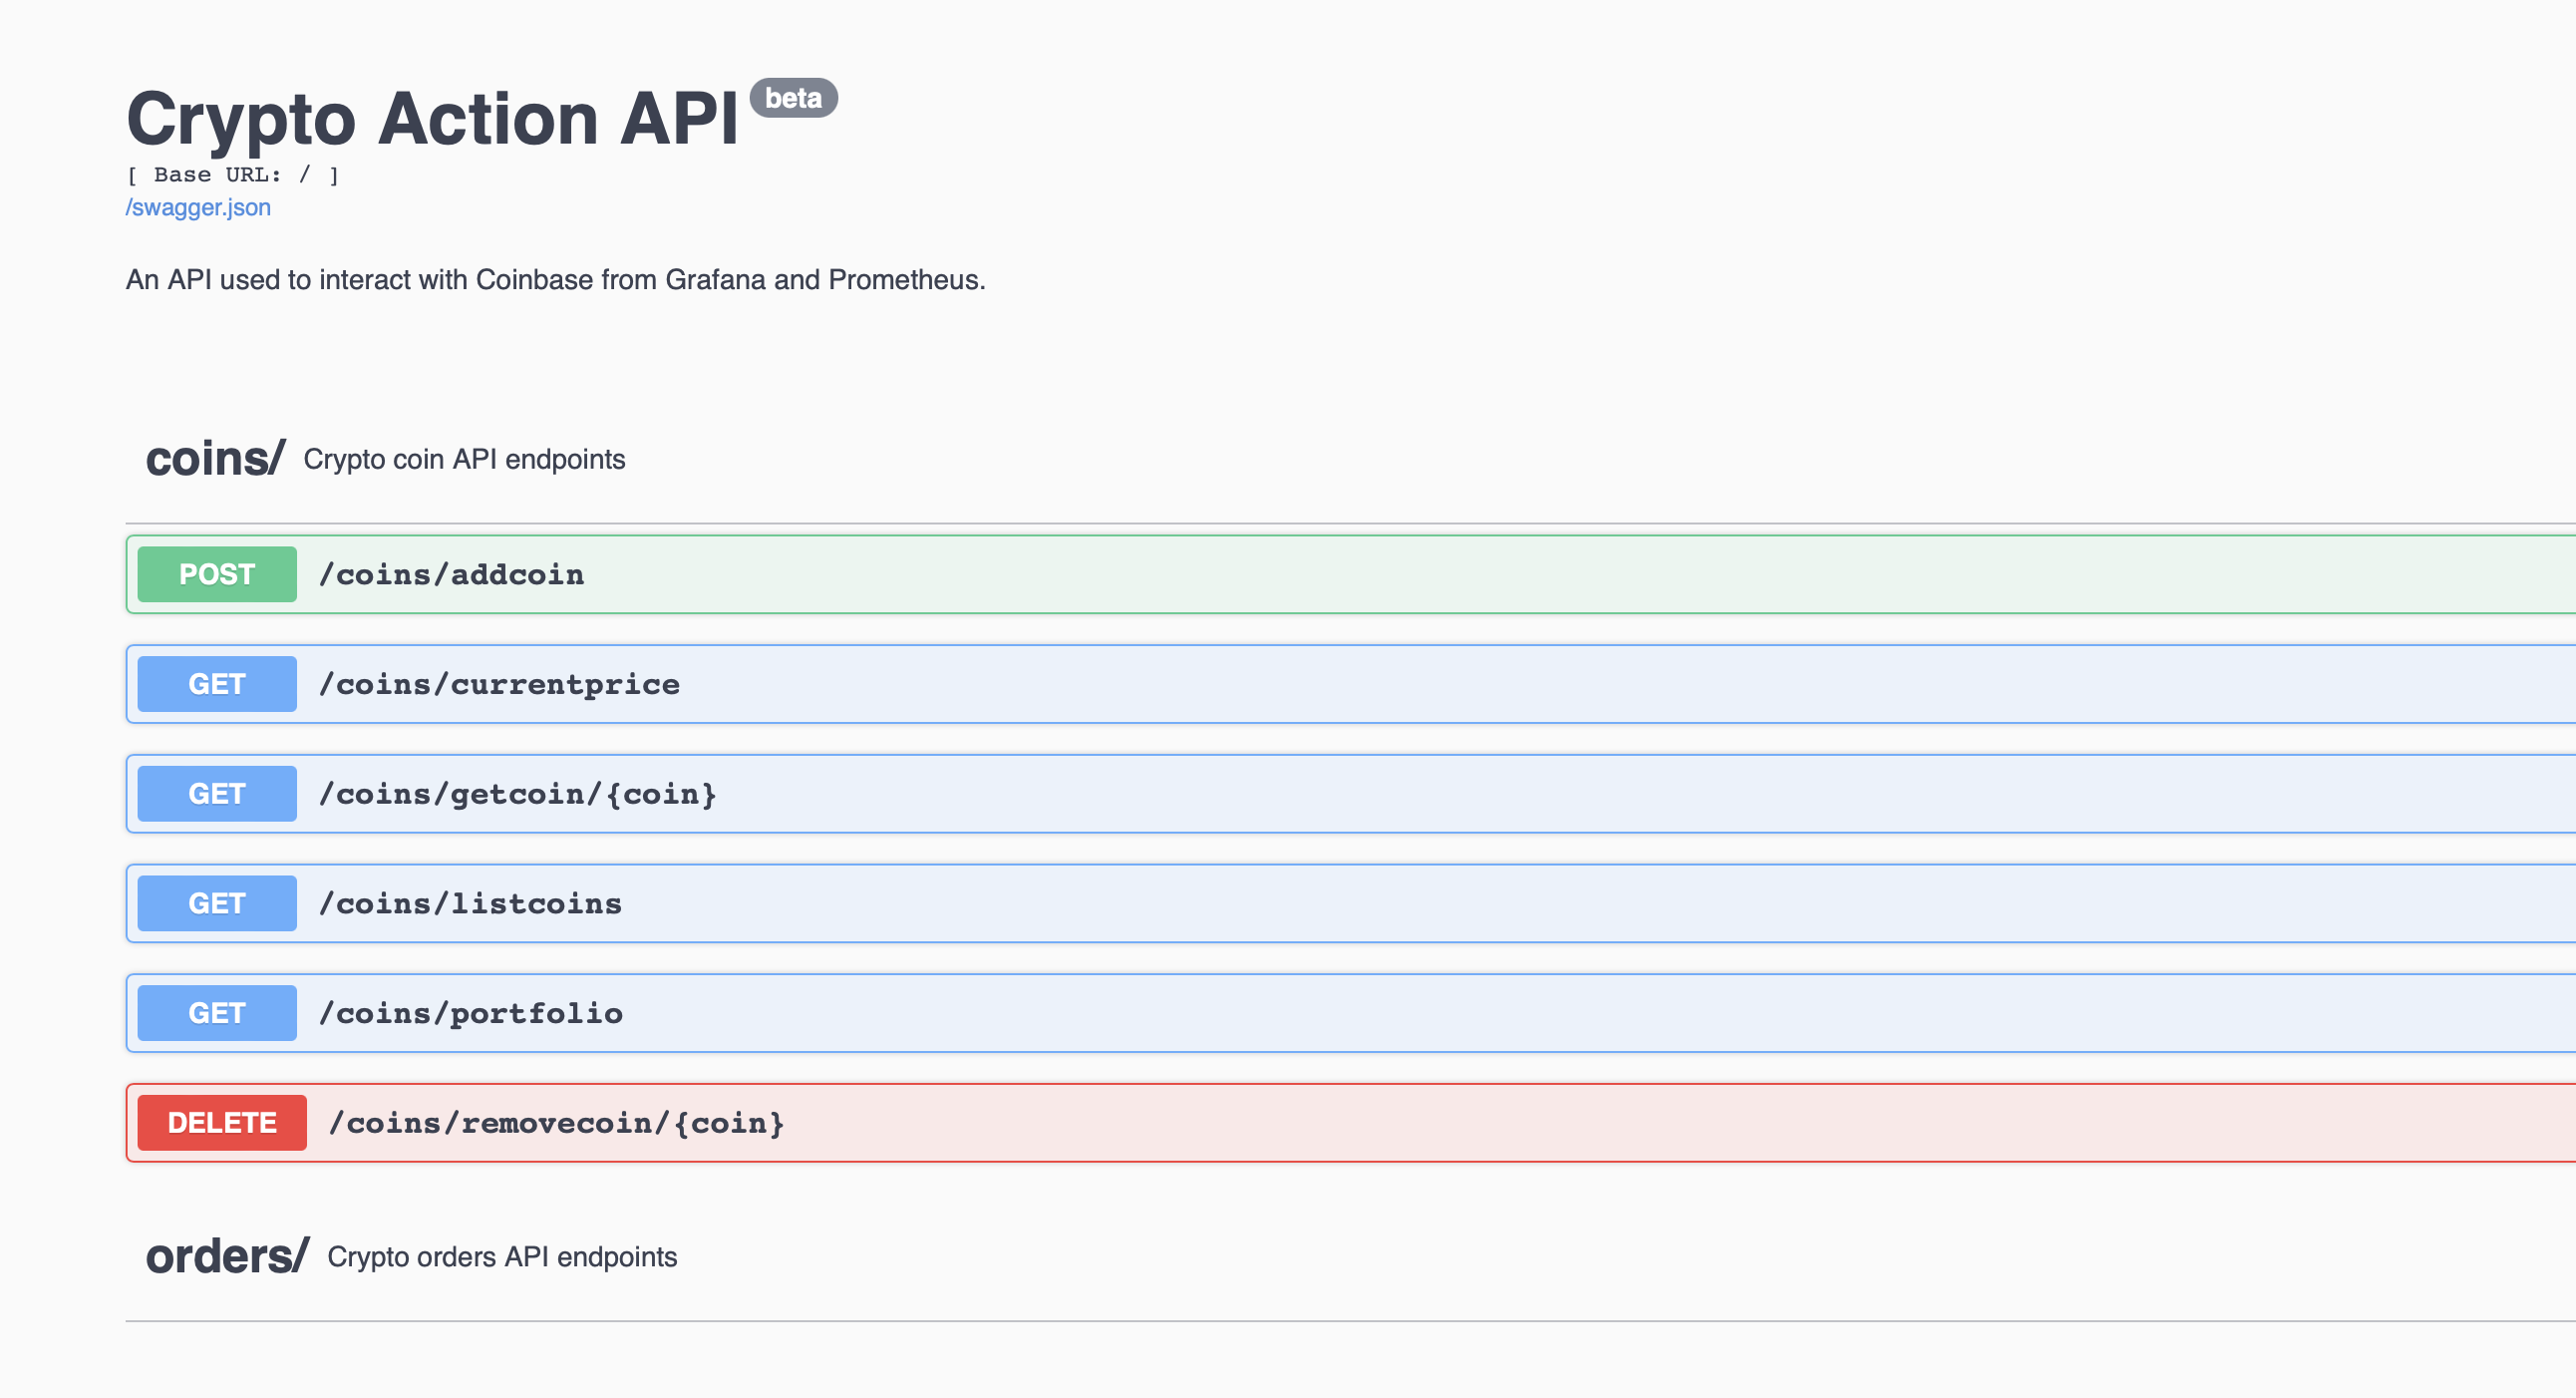 Crypto Action API beta
[ Base URL: / ]
/swagger.json
An API used to interact with Coinbase from Grafana and Prometheus.
coins/ Crypto coin API endpoints
POST /coins/addcoin
GET /coins/currentprice
GET /coins/getcoin/{coin}
GET /coins/listcoins
GET /coins/portfolio
DELETE /coins/removecoin/{coin}
orders/ Crypto orders API endpoints